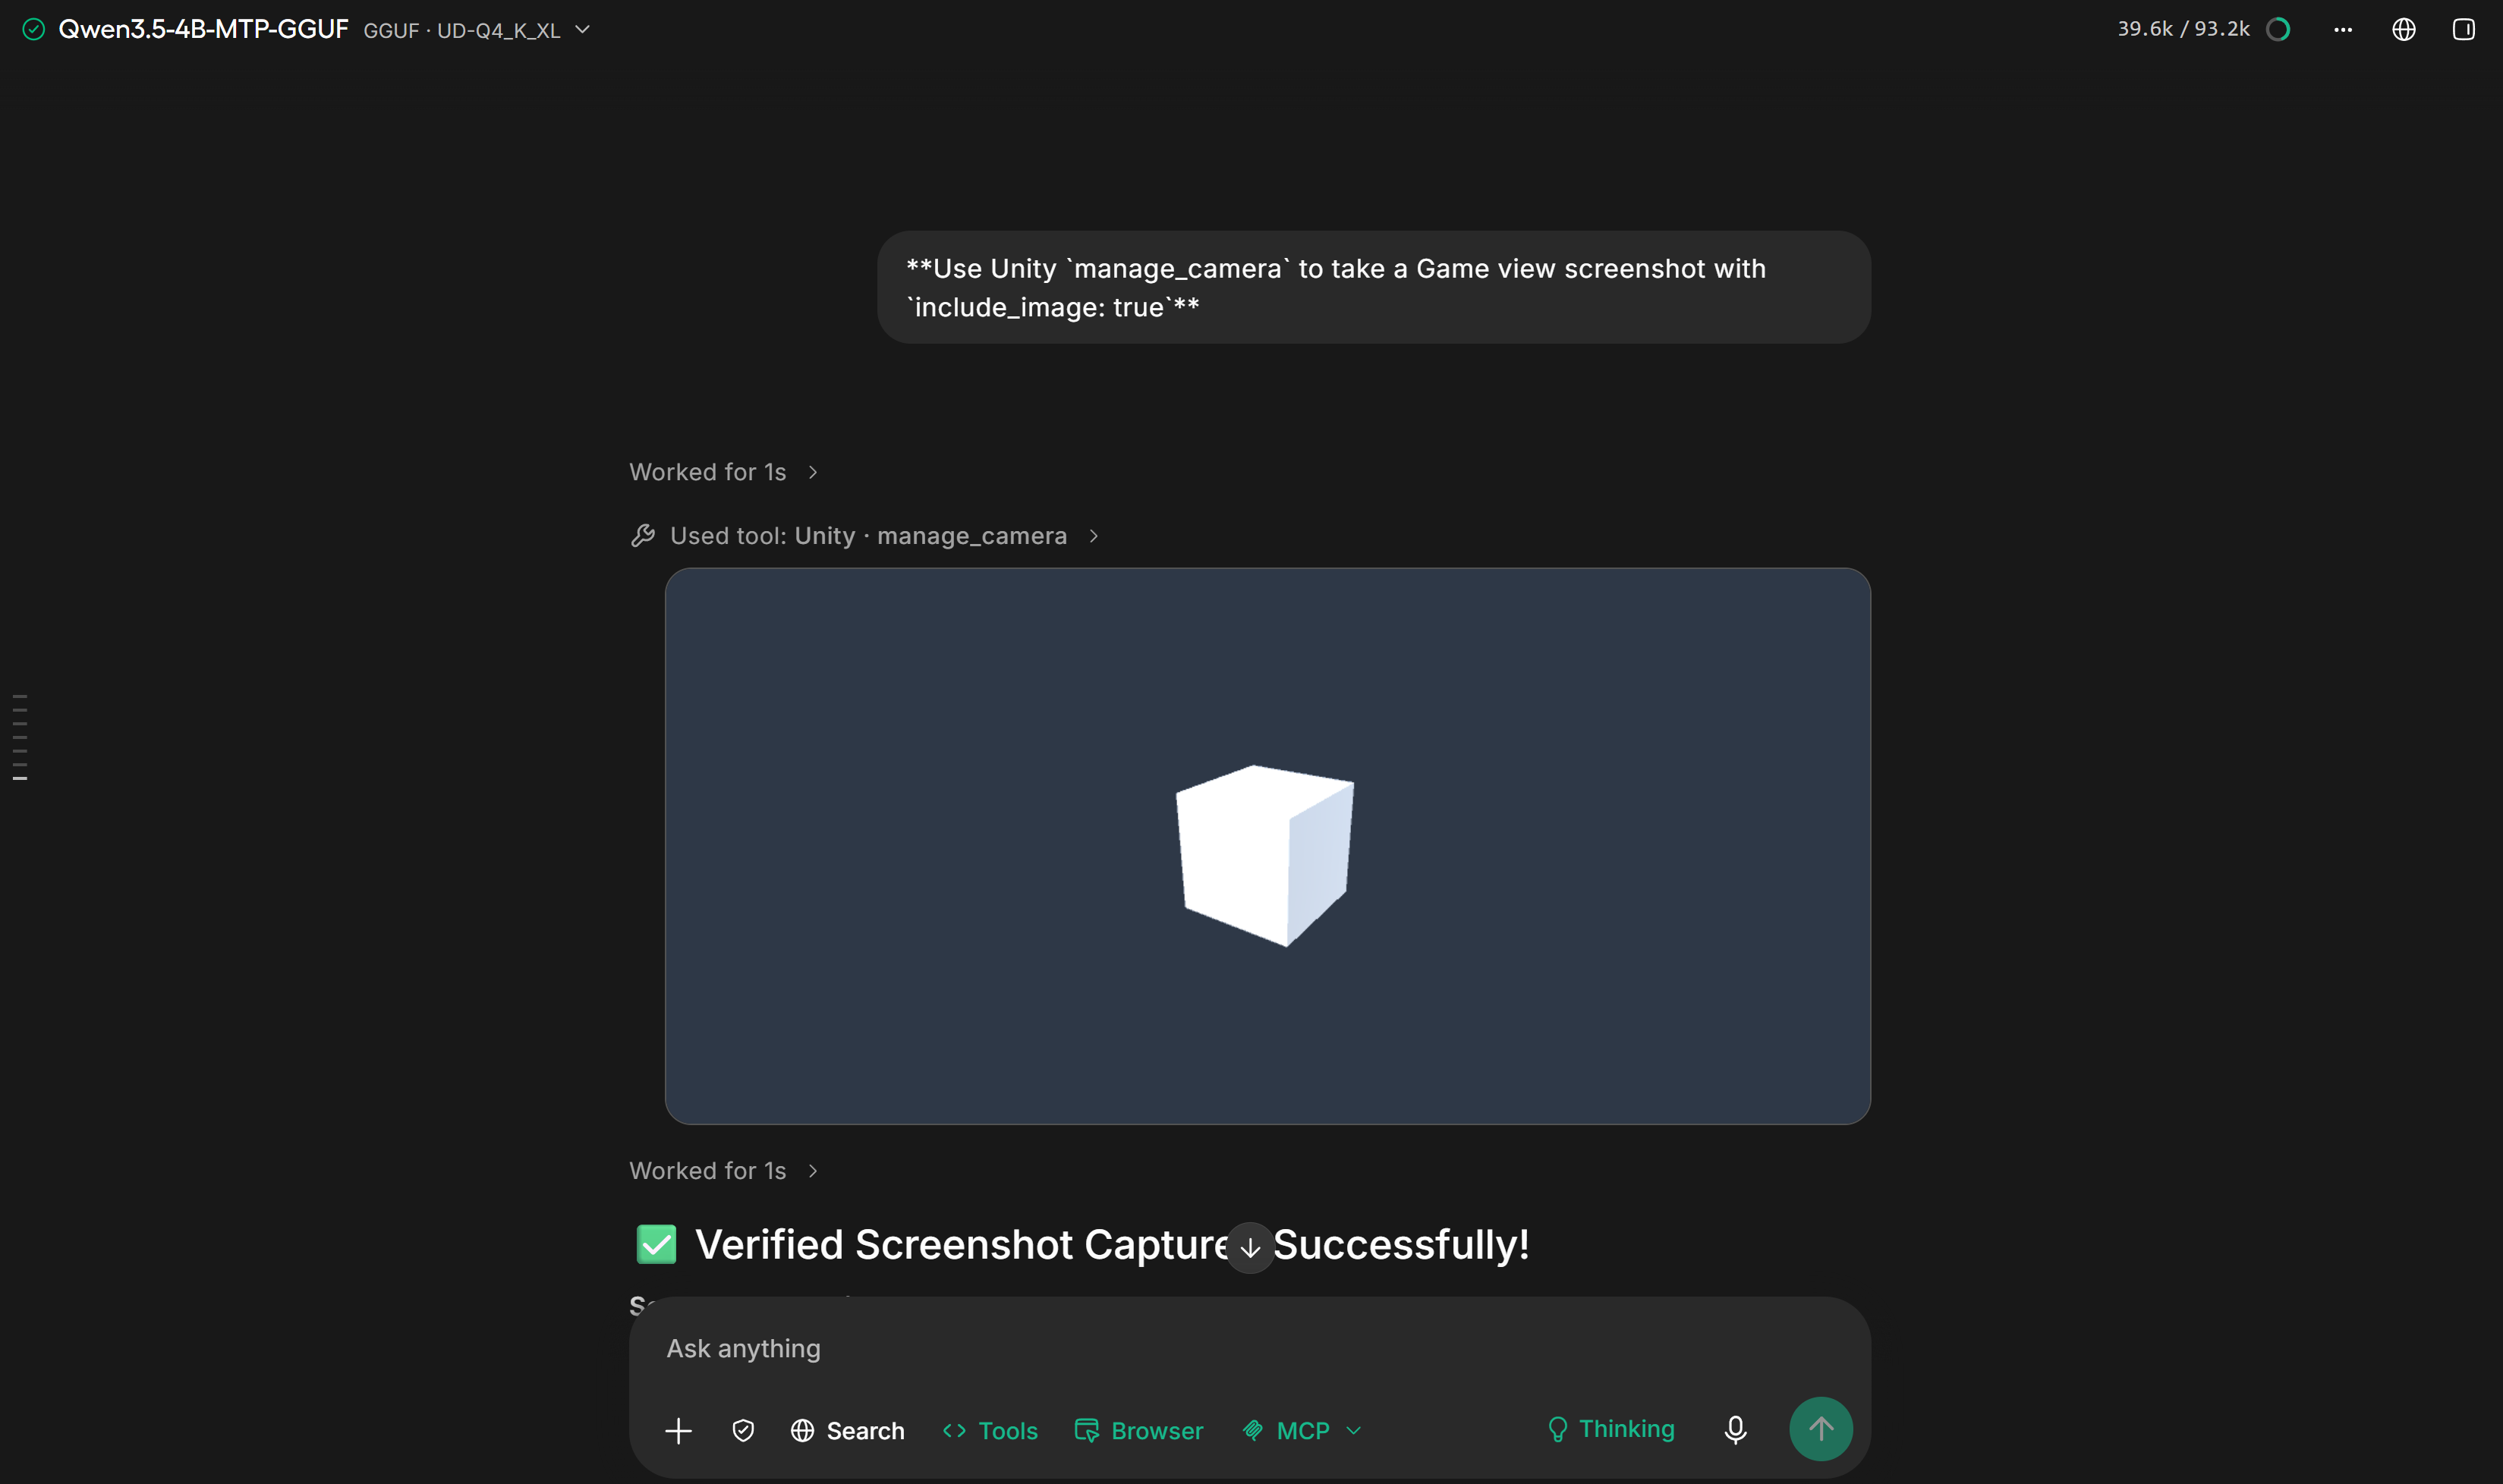 Qwen3.5-4B-MTP-GGUF GGUF · UD-Q4_K_XL
39.6k / 93.2k
**Use Unity `manage_camera` to take a Game view screenshot with
`include_image: true`**
Worked for 1s
Used tool: Unity · manage_camera
Worked for 1s
✅ Verified Screenshot Capture Successfully!
Ask anything
Search Tools Browser MCP Thinking